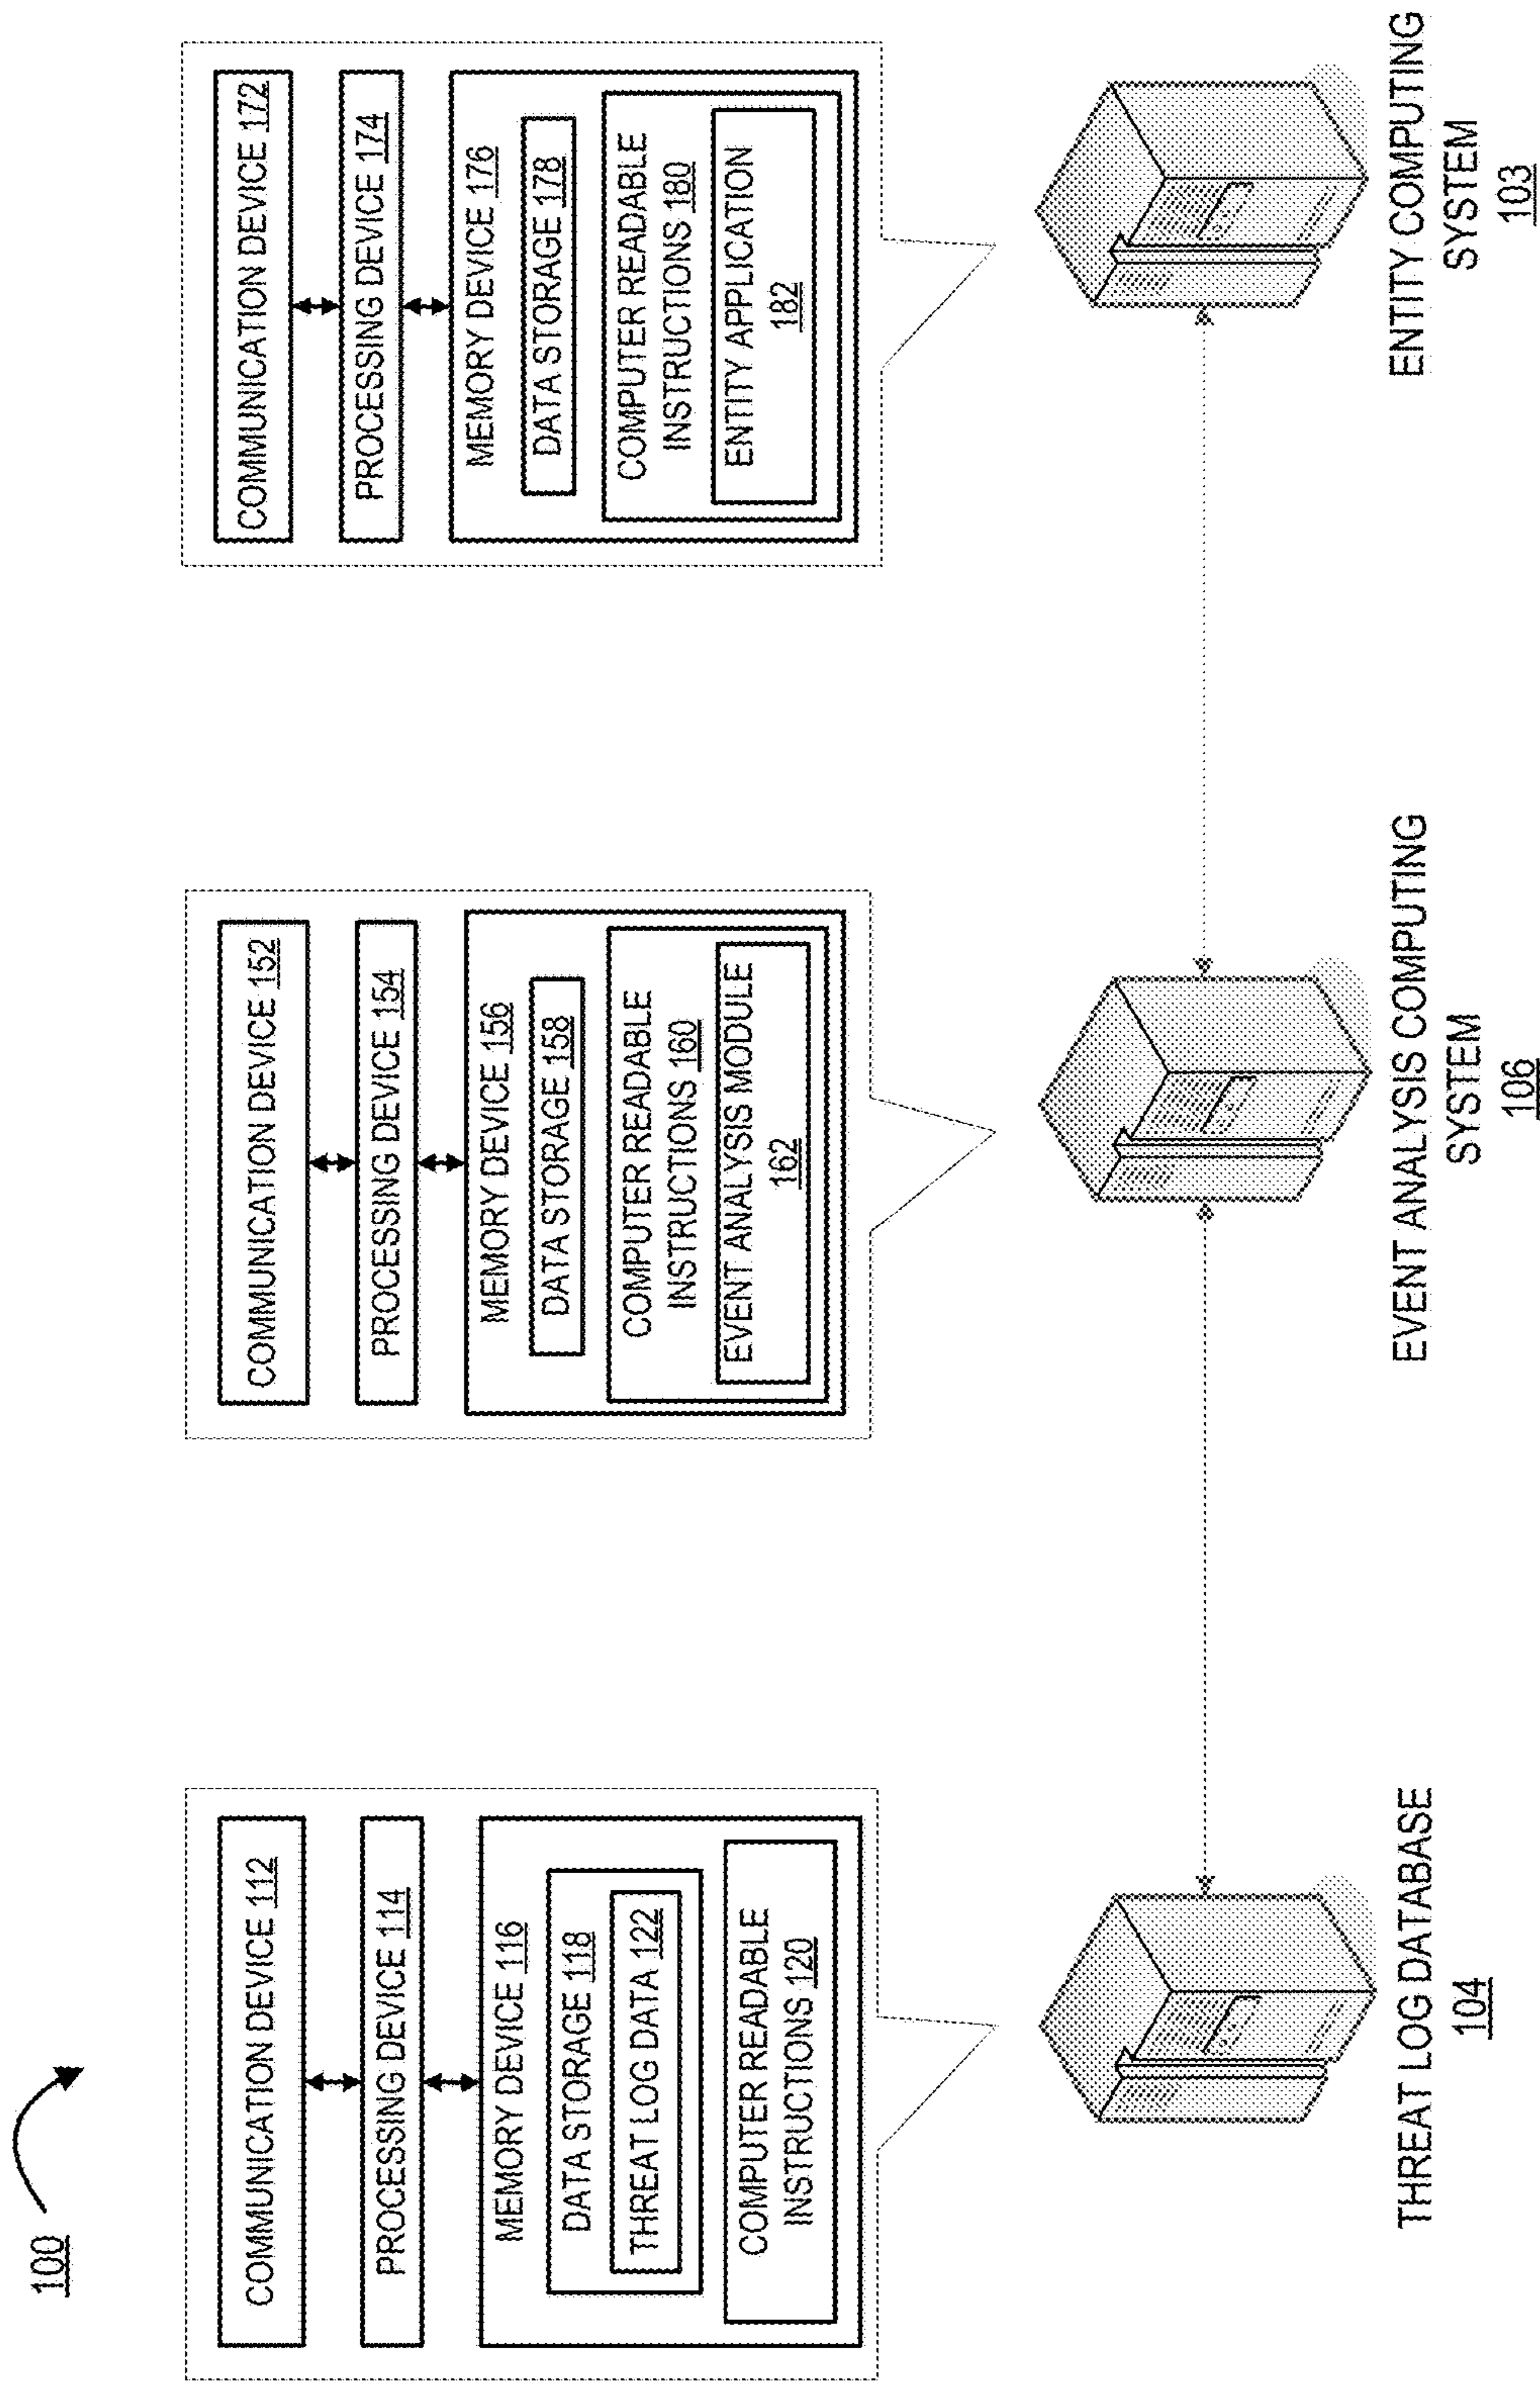 100
COMMUNICATION DEVICE 112
PROCESSING DEVICE 114
MEMORY DEVICE 116
DATA STORAGE 118
THREAT LOG DATA 122
COMPUTER READABLE
INSTRUCTIONS 120
THREAT LOG DATABASE
104
COMMUNICATION DEVICE 152
PROCESSING DEVICE 154
MEMORY DEVICE 156
DATA STORAGE 158
COMPUTER READABLE
INSTRUCTIONS 160
EVENT ANALYSIS MODULE
162
EVENT ANALYSIS COMPUTING
SYSTEM
106
COMMUNICATION DEVICE 172
PROCESSING DEVICE 174
MEMORY DEVICE 176
DATA STORAGE 178
COMPUTER READABLE
INSTRUCTIONS 180
ENTITY APPLICATION
182
ENTITY COMPUTING
SYSTEM
103